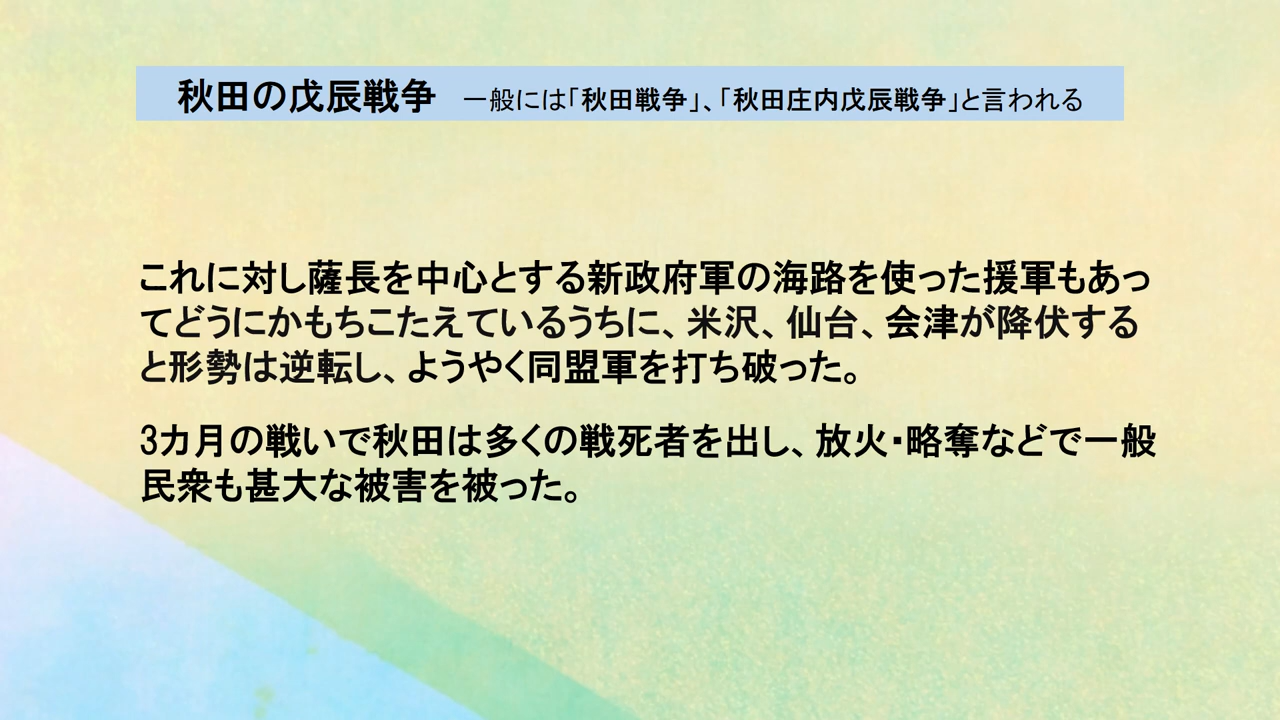 秋田の戊辰戦争　一般には「秋田戦争」、「秋田庄内戊辰戦争」と言われる
これに対し薩長を中心とする新政府軍の海路を使った援軍もあっ
てどうにかもちこたえているうちに、米沢、仙台、会津が降伏する
と形勢は逆転し、ようやく同盟軍を打ち破った。
3カ月の戦いで秋田は多くの戦死者を出し、放火・略奪などで一般
民衆も甚大な被害を被った。